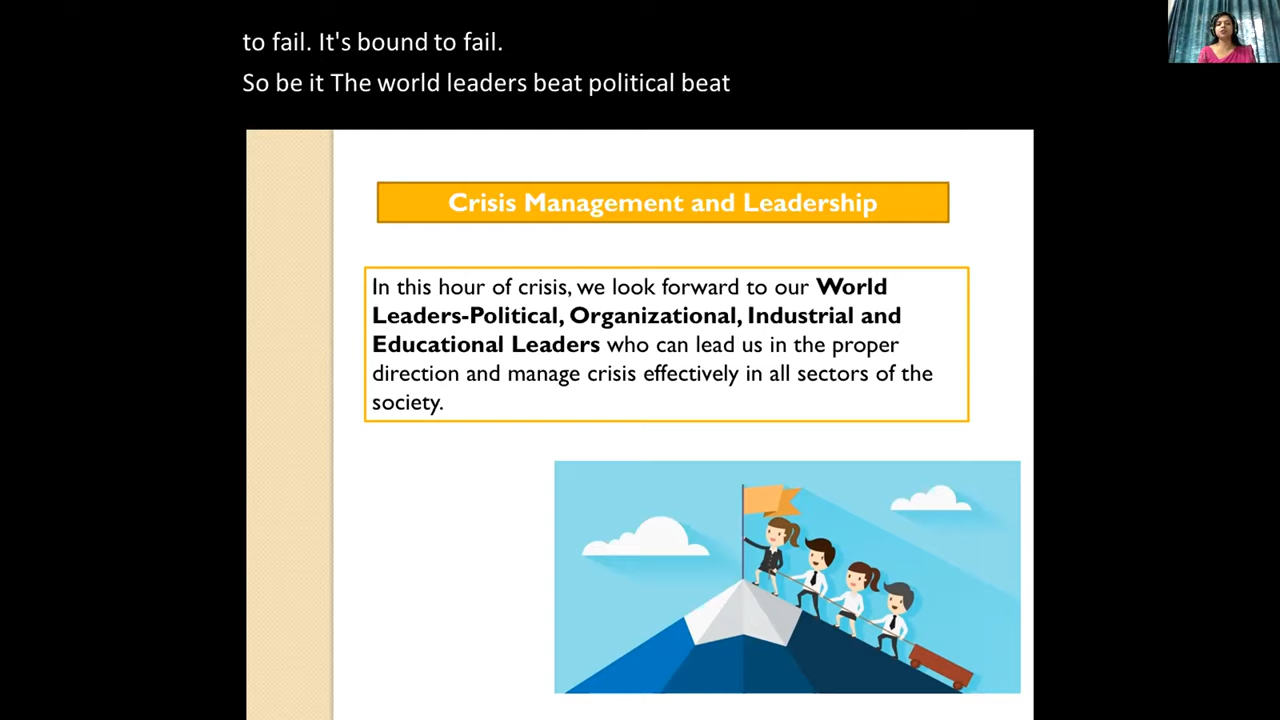 to fail. It's bound to fail.
So be it The world leaders beat political beat
Crisis Management and Leadership
In this hour of crisis, we look forward to our World
Leaders-Political, Organizational, Industrial and
Educational Leaders who can lead us in the proper
direction and manage crisis effectively in all sectors of the
society.